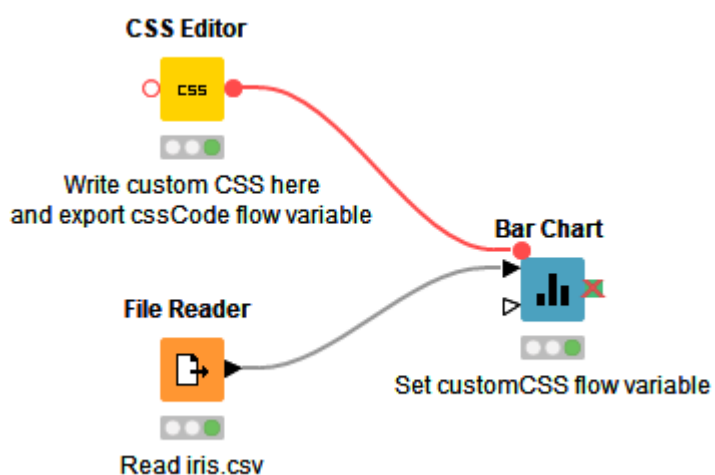 CSS Editor
css
Write custom CSS here
and export cssCode flow variable
Bar Chart
File Reader
Set customCSS flow variable
Read iris.csv